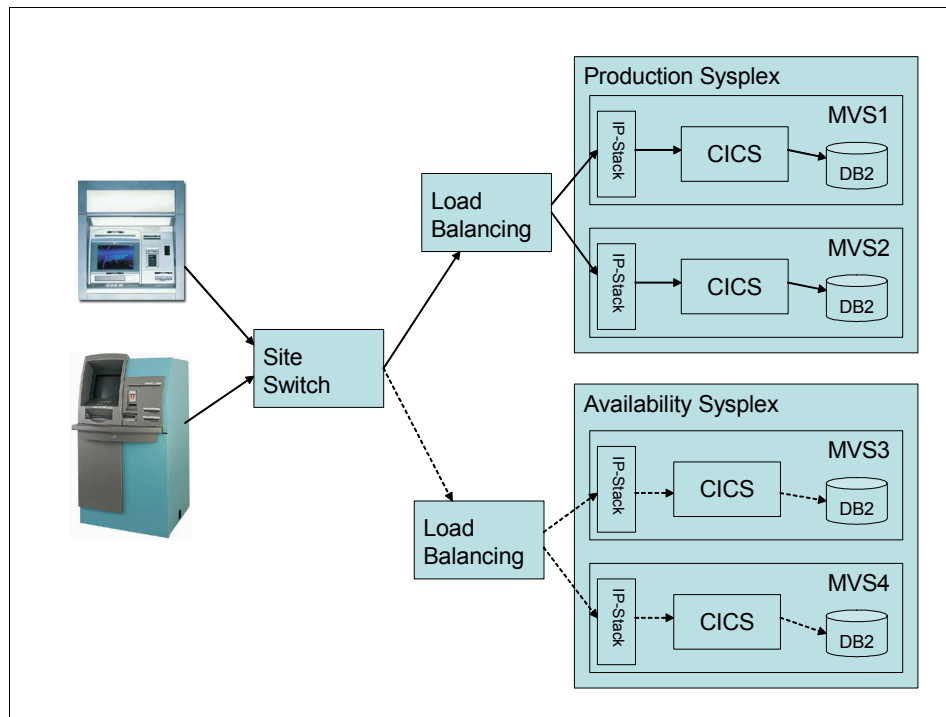 Production Sysplex
MVS1
IP-Stack
CICS
DB2
Load
Balancing
MVS2
IP-Stack
CICS
DB2
Site
Switch
Availability Sysplex
MVS3
IP-Stack
CICS
DB2
Load
Balancing
MVS4
IP-Stack
CICS
DB2